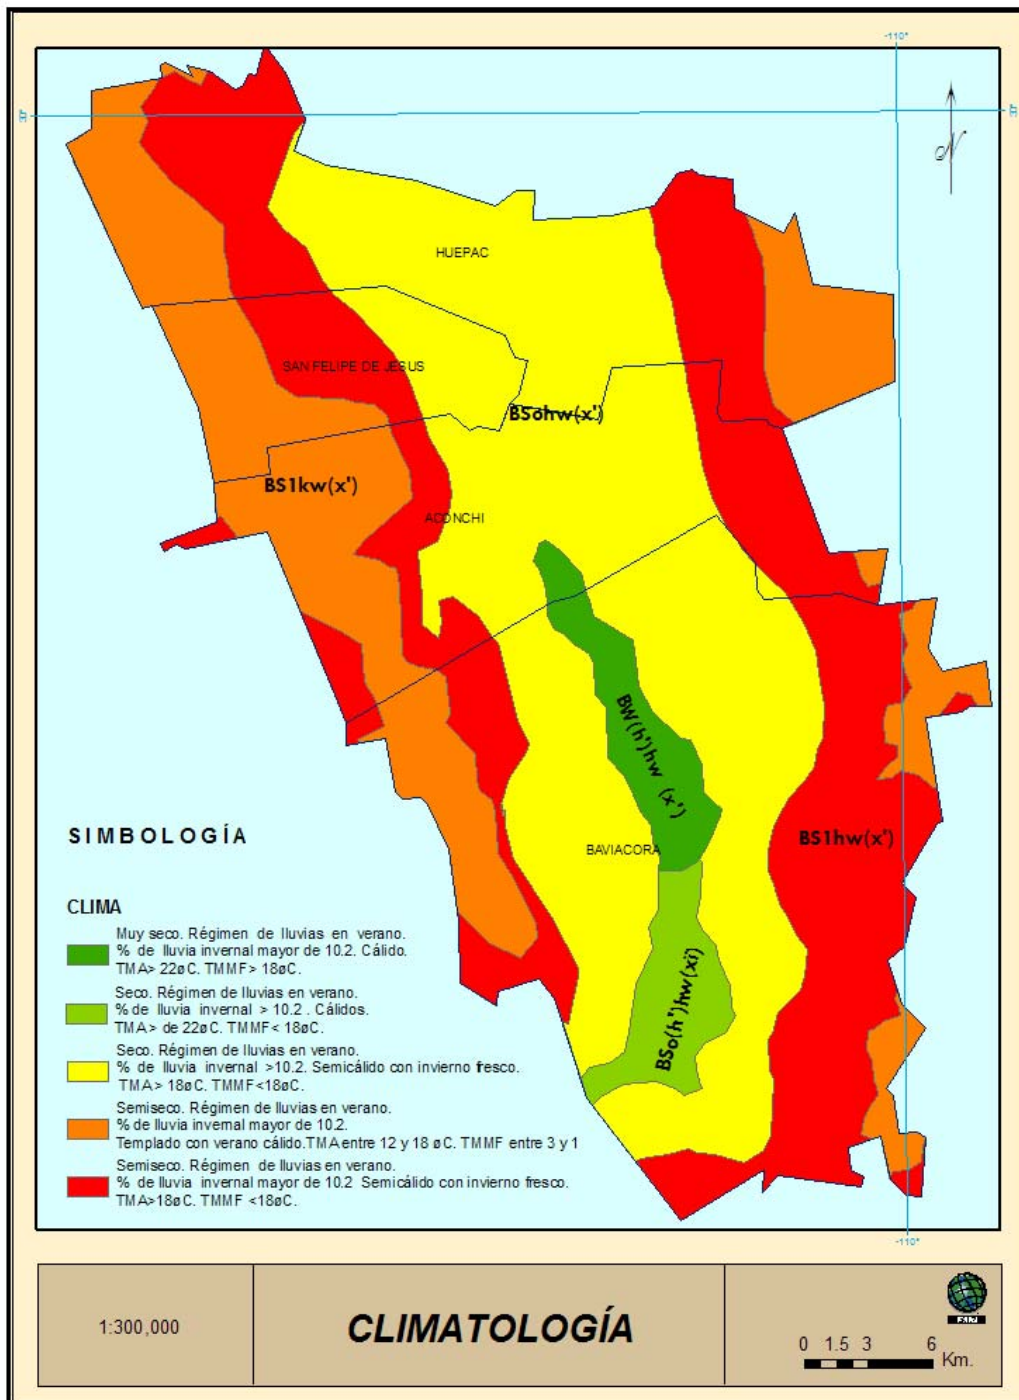 -110°
30°
30°
N
HUEPAC
SAN FELIPE DE JESUS
BSohw(x')
BS1kw(x')
ACONCHI
BW(h')hw (x')
SIMBOLOGÍA
BAVIACORA
BS1hw(x')
CLIMA
Muy seco. Régimen de lluvias en verano.
% de lluvia invernal mayor de 10.2. Cálido.
TMA> 22øC. TMMF> 18øC.
BSo(h')hw(xi)
Seco. Régimen de lluvias en verano.
% de lluvia invernal > 10.2 . Cálidos.
TMA> de 22øC. TMMF< 18øC.
Seco. Régimen de lluvias en verano.
% de lluvia invernal >10.2. Semicálido con invierno fresco.
TMA> 18øC. TMMF<18øC.
Semiseco. Régimen de lluvias en verano.
% de lluvia invernal mayor de 10.2.
Templado con verano cálido.TMA entre 12 y 18 øC. TMMF entre 3 y 1
Semiseco. Régimen de lluvias en verano.
% de lluvia invernal mayor de 10.2 Semicálido con invierno fresco.
TMA>18øC. TMMF <18øC.
-110°
1:300,000
CLIMATOLOGÍA
0 1.5 3 6
Km.